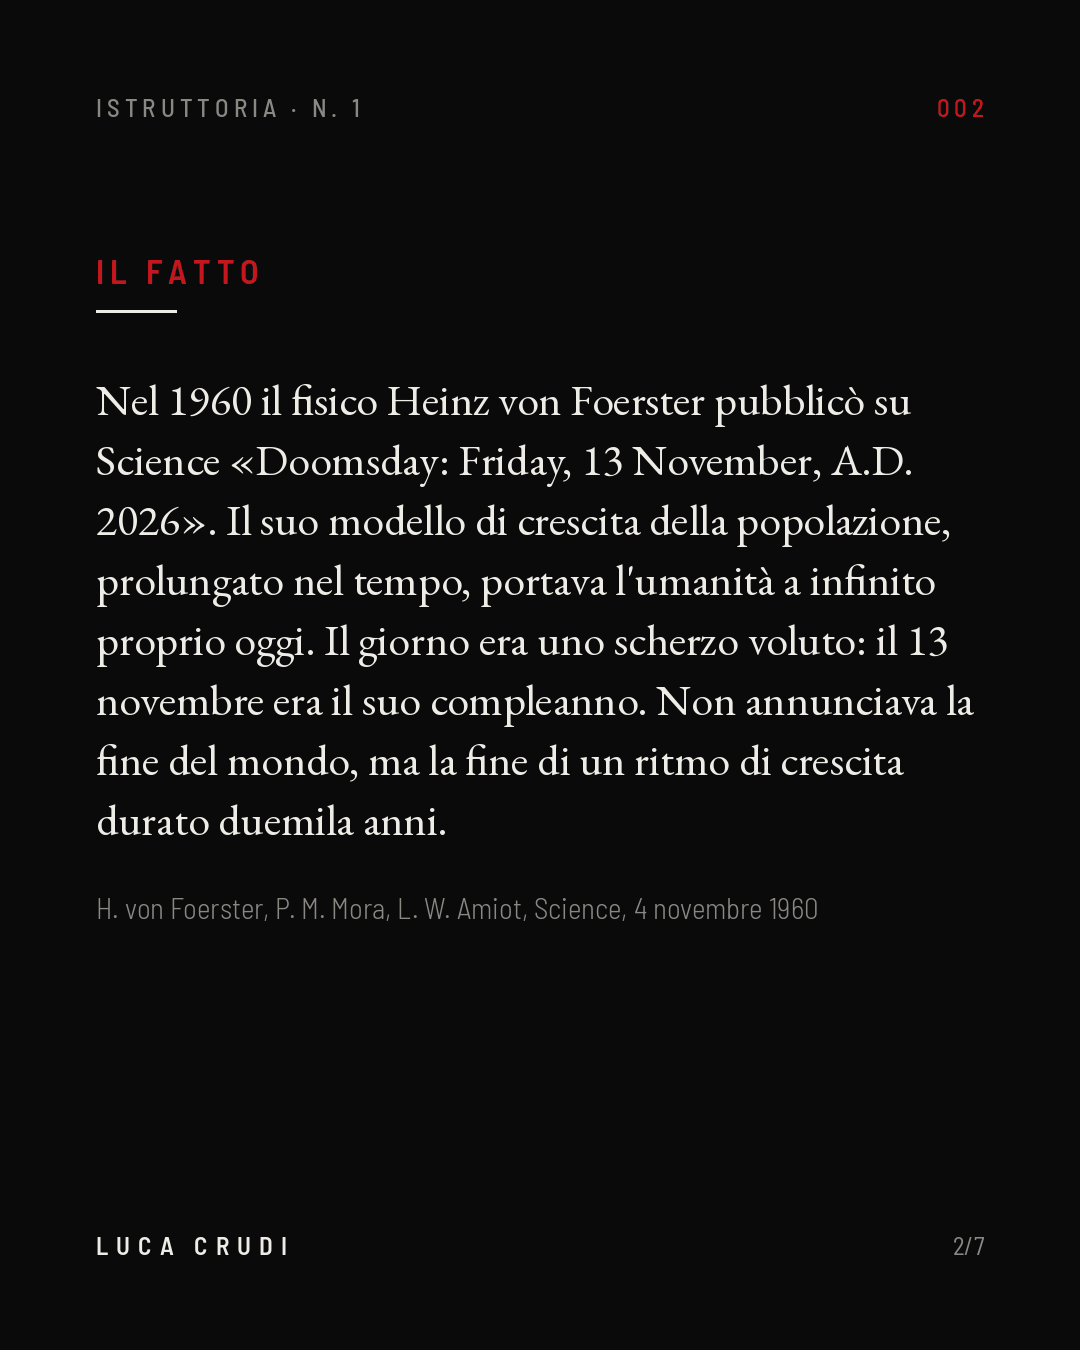 ISTRUTTORIA · N. 1
002
IL FATTO
Nel 1960 il fisico Heinz von Foerster pubblicò su
Science «Doomsday: Friday, 13 November, A.D.
2026». Il suo modello di crescita della popolazione,
prolungato nel tempo, portava l'umanità a infinito
proprio oggi. Il giorno era uno scherzo voluto: il 13
novembre era il suo compleanno. Non annunciava la
fine del mondo, ma la fine di un ritmo di crescita
durato duemila anni.
H. von Foerster, P. M. Mora, L. W. Amiot, Science, 4 novembre 1960
LUCA CRUDI
2/7